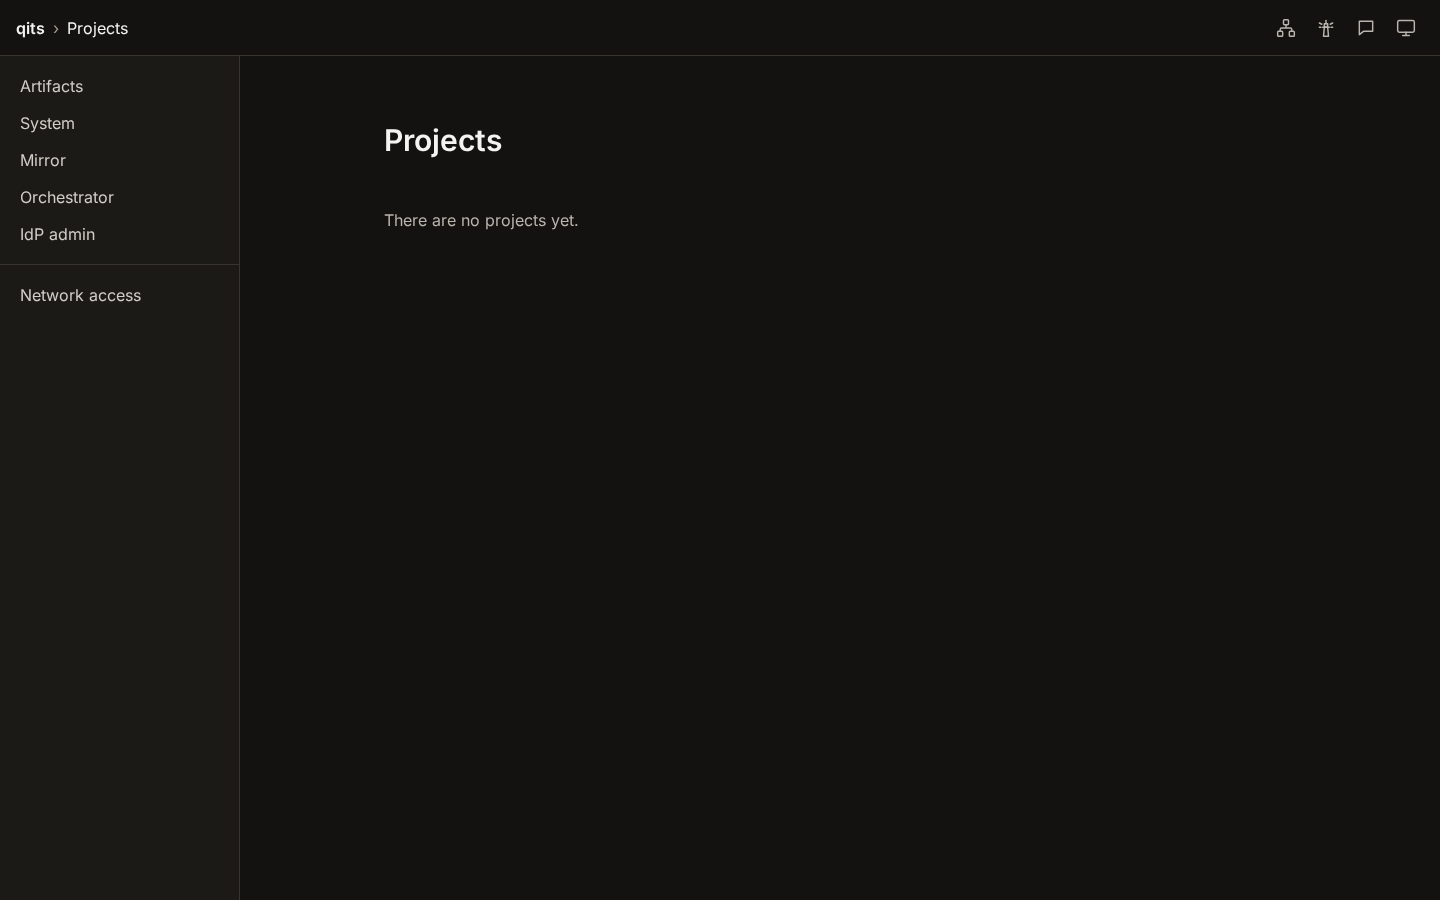 qits › Projects
Artifacts
System
Mirror
Orchestrator
IdP admin
Network access
Projects
There are no projects yet.